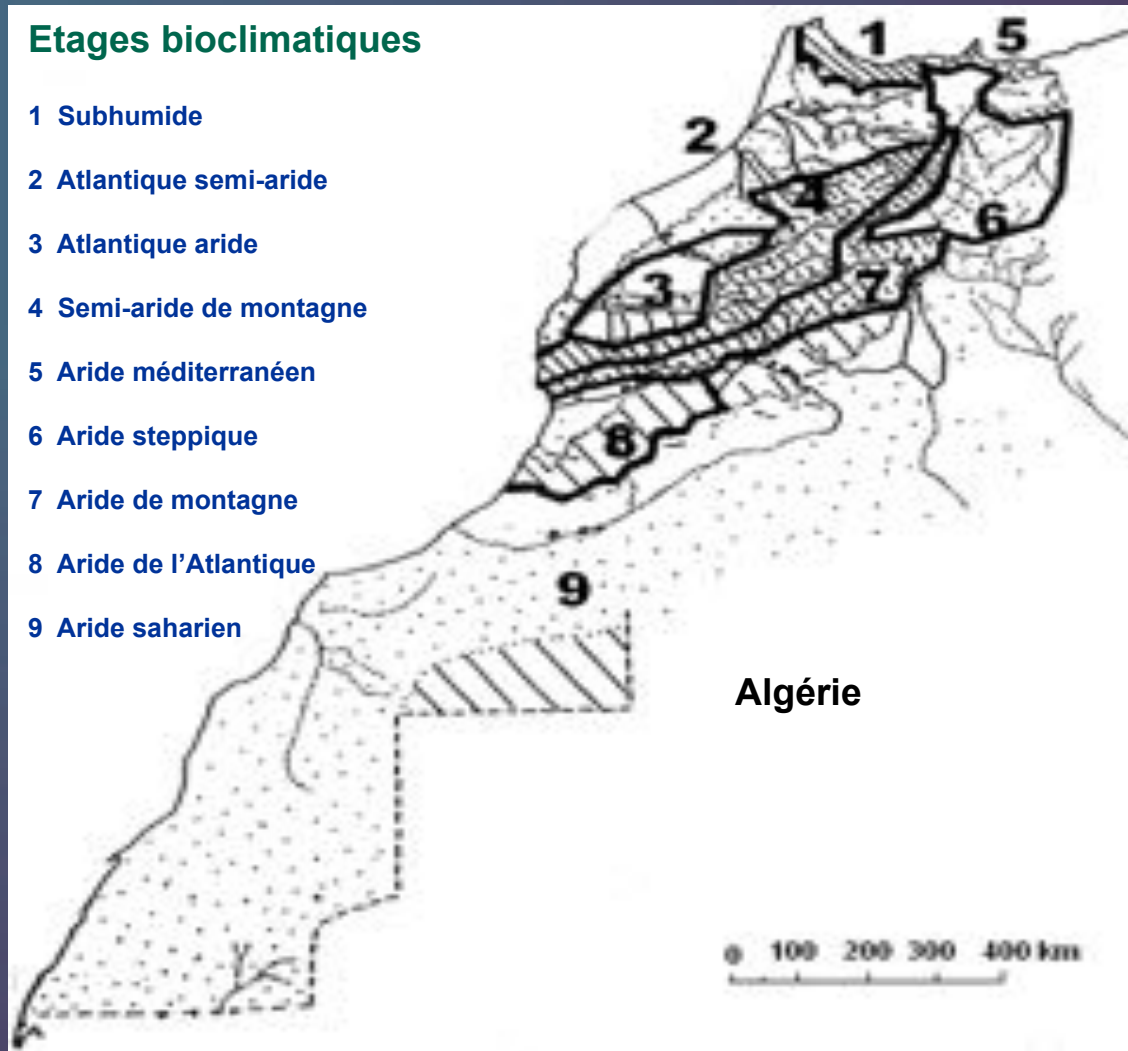 Etages bioclimatiques
1 Subhumide
2 Atlantique semi-aride
3 Atlantique aride
4 Semi-aride de montagne
5 Aride méditerranéen
6 Aride steppique
7 Aride de montagne
8 Aride de l'Atlantique
9 Aride saharien
1
5
2
4
6
3
7
8
9
Algérie
0 100 200 300 400 km